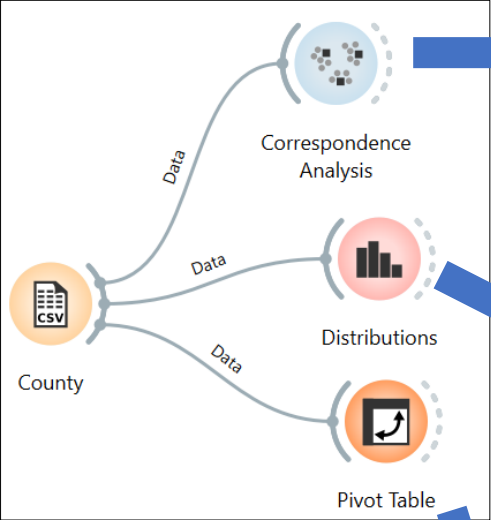 Correspondence
Analysis
Data
Data
Distributions
CSV
County
Data
Pivot Table